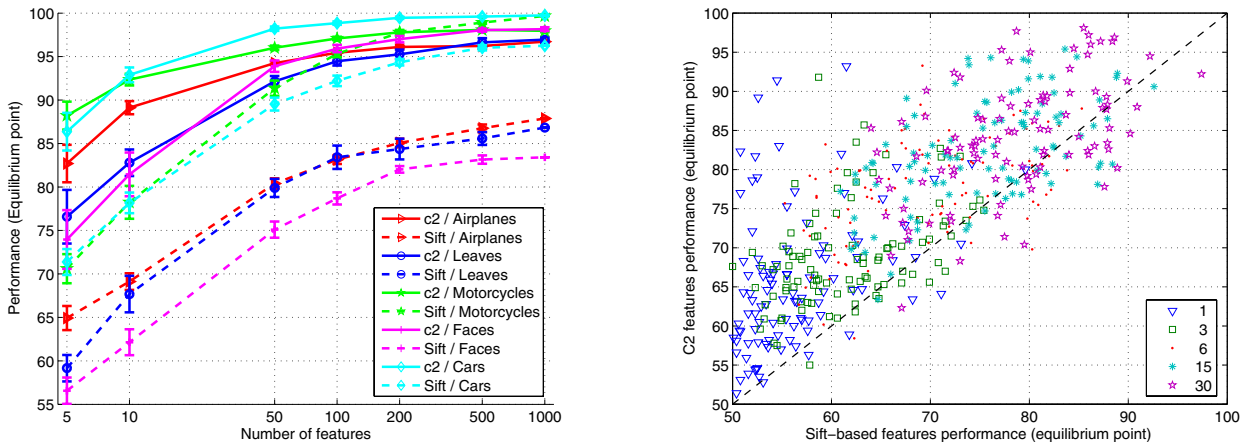 Performance (Equilibrium point)
100
95
90
85
80
75
70
65
60
55
5
10
50
100
200
500
1000
Number of features
c2 / Airplanes
Sift / Airplanes
c2 / Leaves
Sift / Leaves
c2 / Motorcycles
Sift / Motorcycles
c2 / Faces
Sift / Faces
c2 / Cars
Sift / Cars
C2 features performance (equilibrium point)
100
95
90
85
80
75
70
65
60
55
50
50
60
70
80
90
100
Sift-based features performance (equilibrium point)
1
3
6
15
30